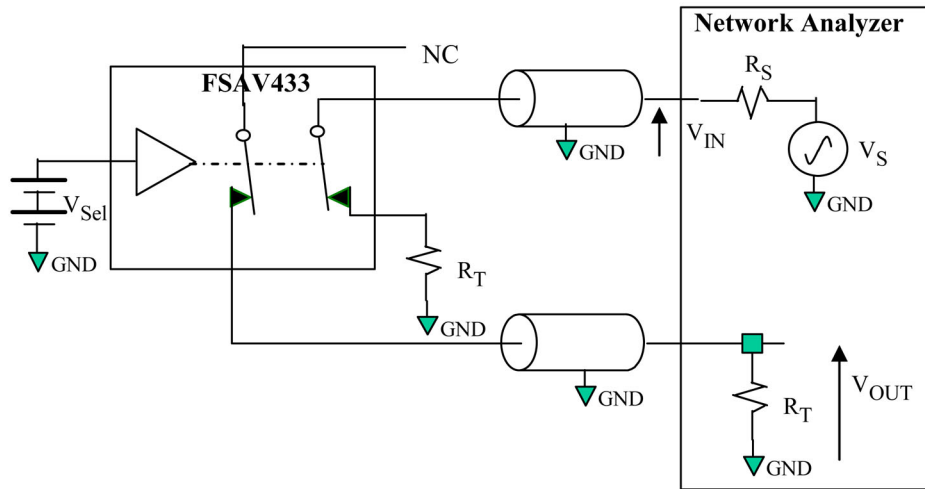 Network Analyzer
NC
R_S
FSAV433
V_IN
GND
V_S
GND
V_Sel
GND
R_T
GND
GND
V_OUT
R_T
GND